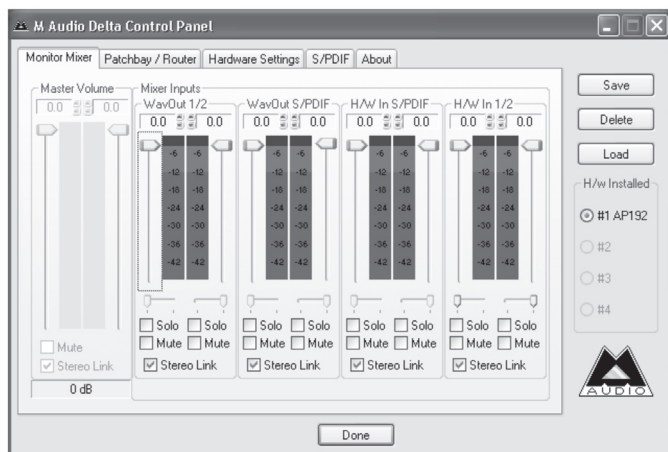 M Audio Delta Control Panel
Monitor Mixer Patchbay / Router Hardware Settings S/PDIF About
Master Volume
0.0 0.0
Mute
Stereo Link
0 dB
Mixer Inputs
WavOut 1/2
0.0 0.0
-6 -6
-12 -12
-18 -18
-24 -24
-30 -30
-36 -36
-42 -42
Solo Solo
Mute Mute
Stereo Link
WavOut S/PDIF
0.0 0.0
-6 -6
-12 -12
-18 -18
-24 -24
-30 -30
-36 -36
-42 -42
Solo Solo
Mute Mute
Stereo Link
H/W In S/PDIF
0.0 0.0
-6 -6
-12 -12
-18 -18
-24 -24
-30 -30
-36 -36
-42 -42
Solo Solo
Mute Mute
Stereo Link
H/W In 1/2
0.0 0.0
-6 -6
-12 -12
-18 -18
-24 -24
-30 -30
-36 -36
-42 -42
Solo Solo
Mute Mute
Stereo Link
Save
Delete
Load
H/w Installed
#1 AP192
#2
#3
#4
M
AUDIO
Done